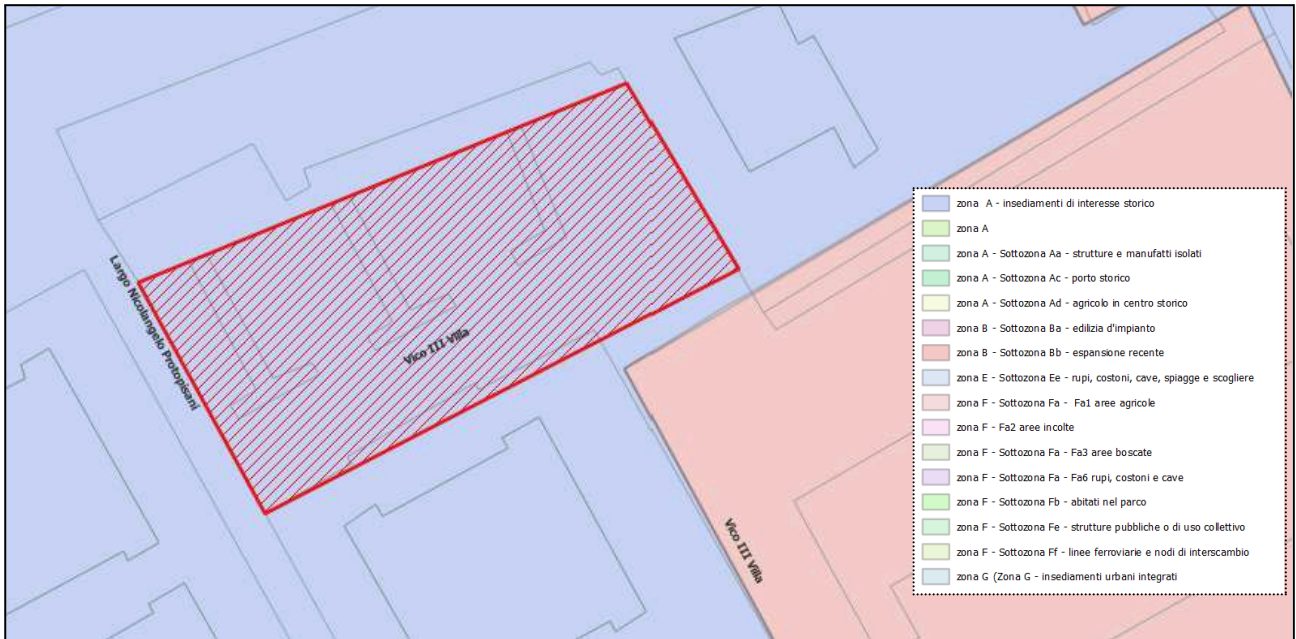 Largo Nicolangelo Protopisani
Vico III Villa
Vico III Villa
zona A - insediamenti di interesse storico
zona A
zona A - Sottozona Aa - strutture e manufatti isolati
zona A - Sottozona Ac - porto storico
zona A - Sottozona Ad - agricolo in centro storico
zona B - Sottozona Ba - edilizia d'impianto
zona B - Sottozona Bb - espansione recente
zona E - Sottozona Ee - rupi, costoni, cave, spiagge e scogliere
zona F - Sottozona Fa - Fa1 aree agricole
zona F - Fa2 aree incolte
zona F - Sottozona Fa - Fa3 aree boscate
zona F - Sottozona Fa - Fa6 rupi, costoni e cave
zona F - Sottozona Fb - abitati nel parco
zona F - Sottozona Fe - strutture pubbliche o di uso collettivo
zona F - Sottozona Ff - linee ferroviarie e nodi di interscambio
zona G (Zona G - insediamenti urbani integrati